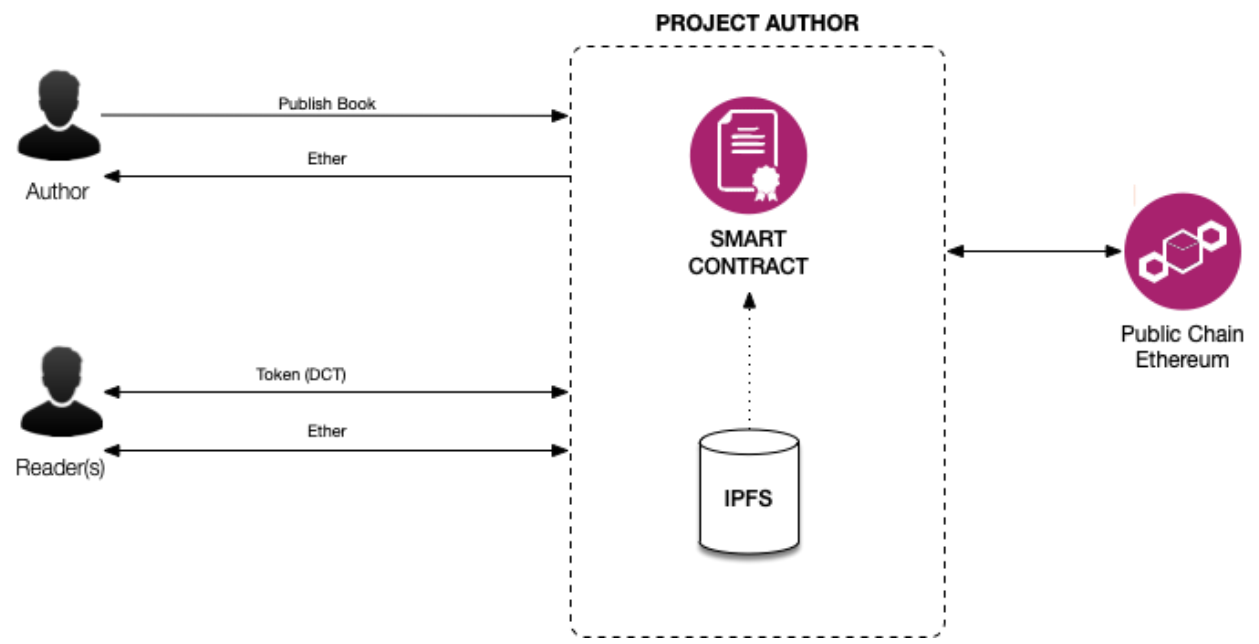 PROJECT AUTHOR
Publish Book
Ether
Author
SMART
CONTRACT
Public Chain
Ethereum
Token (DCT)
Ether
Reader(s)
IPFS